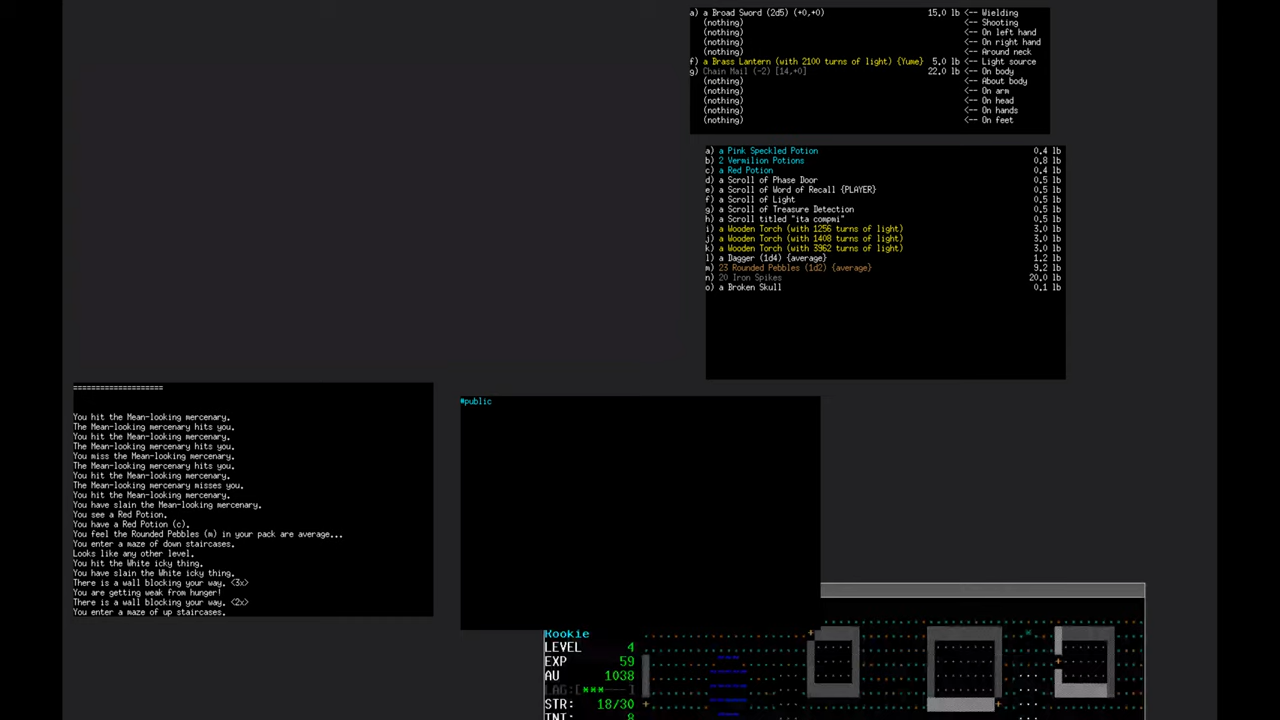 a) a Broad Sword (2d5) (+0,+0) 15.0 lb <-- Wielding
(nothing) <-- Shooting
(nothing) <-- On left hand
(nothing) <-- On right hand
(nothing) <-- Around neck
f) a Brass Lantern (with 2100 turns of light) {Yume} 5.0 lb <-- Light source
g) Chain Mail (-2) [14,+0] 22.0 lb <-- On body
(nothing) <-- About body
(nothing) <-- On arm
(nothing) <-- On head
(nothing) <-- On hands
(nothing) <-- On feet
a) a Pink Speckled Potion 0.4 lb
b) 2 Vermilion Potions 0.8 lb
c) a Red Potion 0.4 lb
d) a Scroll of Phase Door 0.5 lb
e) a Scroll of Word of Recall {PLAYER} 0.5 lb
f) a Scroll of Light 0.5 lb
g) a Scroll of Treasure Detection 0.5 lb
h) a Scroll titled "ita compmi" 0.5 lb
i) a Wooden Torch (with 1256 turns of light) 3.0 lb
j) a Wooden Torch (with 1408 turns of light) 3.0 lb
k) a Wooden Torch (with 3962 turns of light) 3.0 lb
l) a Dagger (1d4) {average} 1.2 lb
m) 23 Rounded Pebbles (1d2) {average} 9.2 lb
n) 20 Iron Spikes 20.0 lb
o) a Broken Skull 0.1 lb
====================
You hit the Mean-looking mercenary.
The Mean-looking mercenary hits you.
You hit the Mean-looking mercenary.
The Mean-looking mercenary hits you.
You miss the Mean-looking mercenary.
The Mean-looking mercenary hits you.
You hit the Mean-looking mercenary.
The Mean-looking mercenary misses you.
You hit the Mean-looking mercenary.
You have slain the Mean-looking mercenary.
You see a Red Potion.
You have a Red Potion (c).
You feel the Rounded Pebbles (m) in your pack are average...
You enter a maze of down staircases.
Looks like any other level.
You hit the White icky thing.
You have slain the White icky thing.
There is a wall blocking your way. <3x>
You are getting weak from hunger!
There is a wall blocking your way. <2x>
You enter a maze of up staircases.
#public
Rookie
LEVEL 4
EXP 59
AU 1038
LAG:[***----]
STR: 18/30
INT: 8